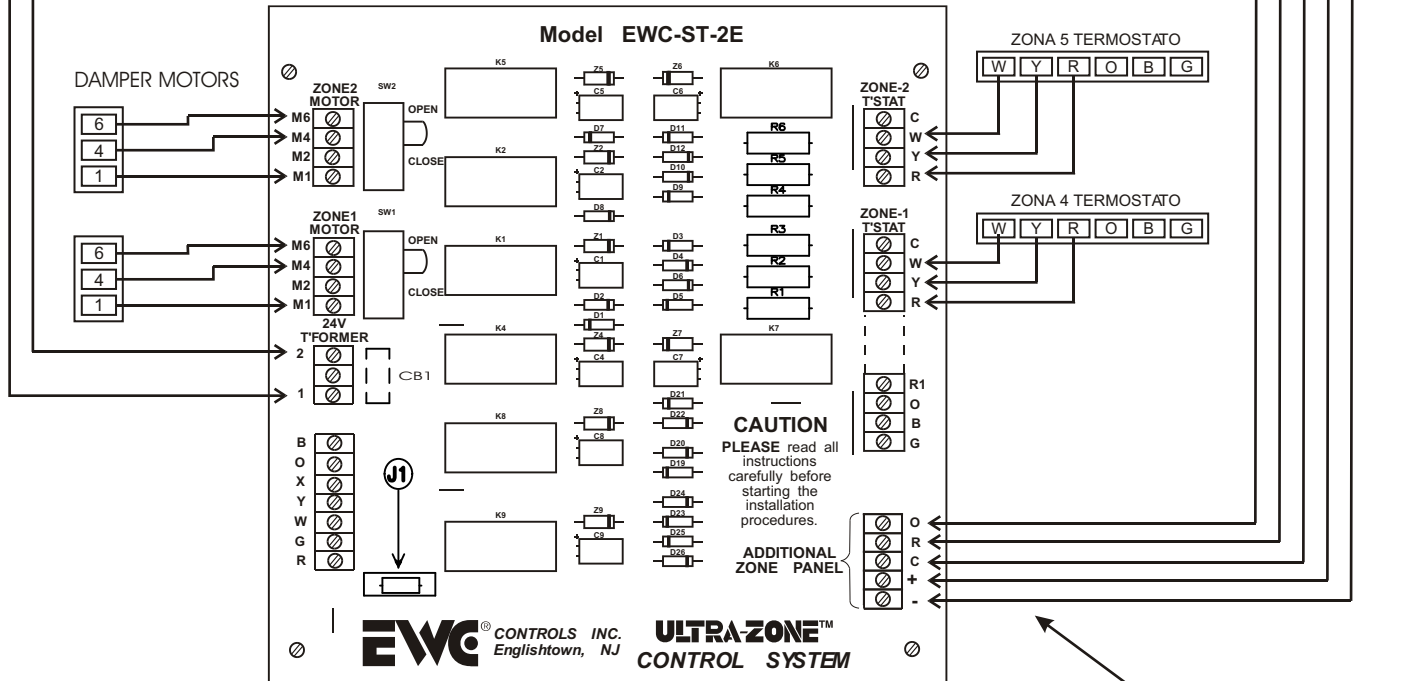 Model EWC-ST-2E
DAMPER MOTORS
6
4
1
6
4
1
ZONE2
MOTOR
M6
M4
M2
M1
SW2
OPEN
CLOSE
ZONE1
MOTOR
M6
M4
M2
M1
SW1
OPEN
CLOSE
24V
T'FORMER
2
1
CB1
B
O
X
Y
W
G
R
J1
K5
K2
K1
K4
K8
K9
Z5
C5
D7
Z2
C2
D8
Z1
C1
D2
D1
Z4
C4
Z8
C8
Z9
C9
Z6
C6
D11
D12
D10
D9
D3
D4
D6
D5
Z7
C7
D21
D22
D20
D19
D24
D23
D25
D26
K6
R6
R5
R4
R3
R2
R1
K7
CAUTION
PLEASE read all
instructions
carefully before
starting the
installation
procedures.
ZONE-2
T'STAT
C
W
Y
R
ZONE-1
T'STAT
C
W
Y
R
R1
O
B
G
ADDITIONAL
ZONE PANEL
O
R
C
+
-
ZONA 5 TERMOSTATO
W Y R O B G
ZONA 4 TERMOSTATO
W Y R O B G
EWC® CONTROLS INC.
Englishtown, NJ
ULTRA-ZONE™
CONTROL SYSTEM